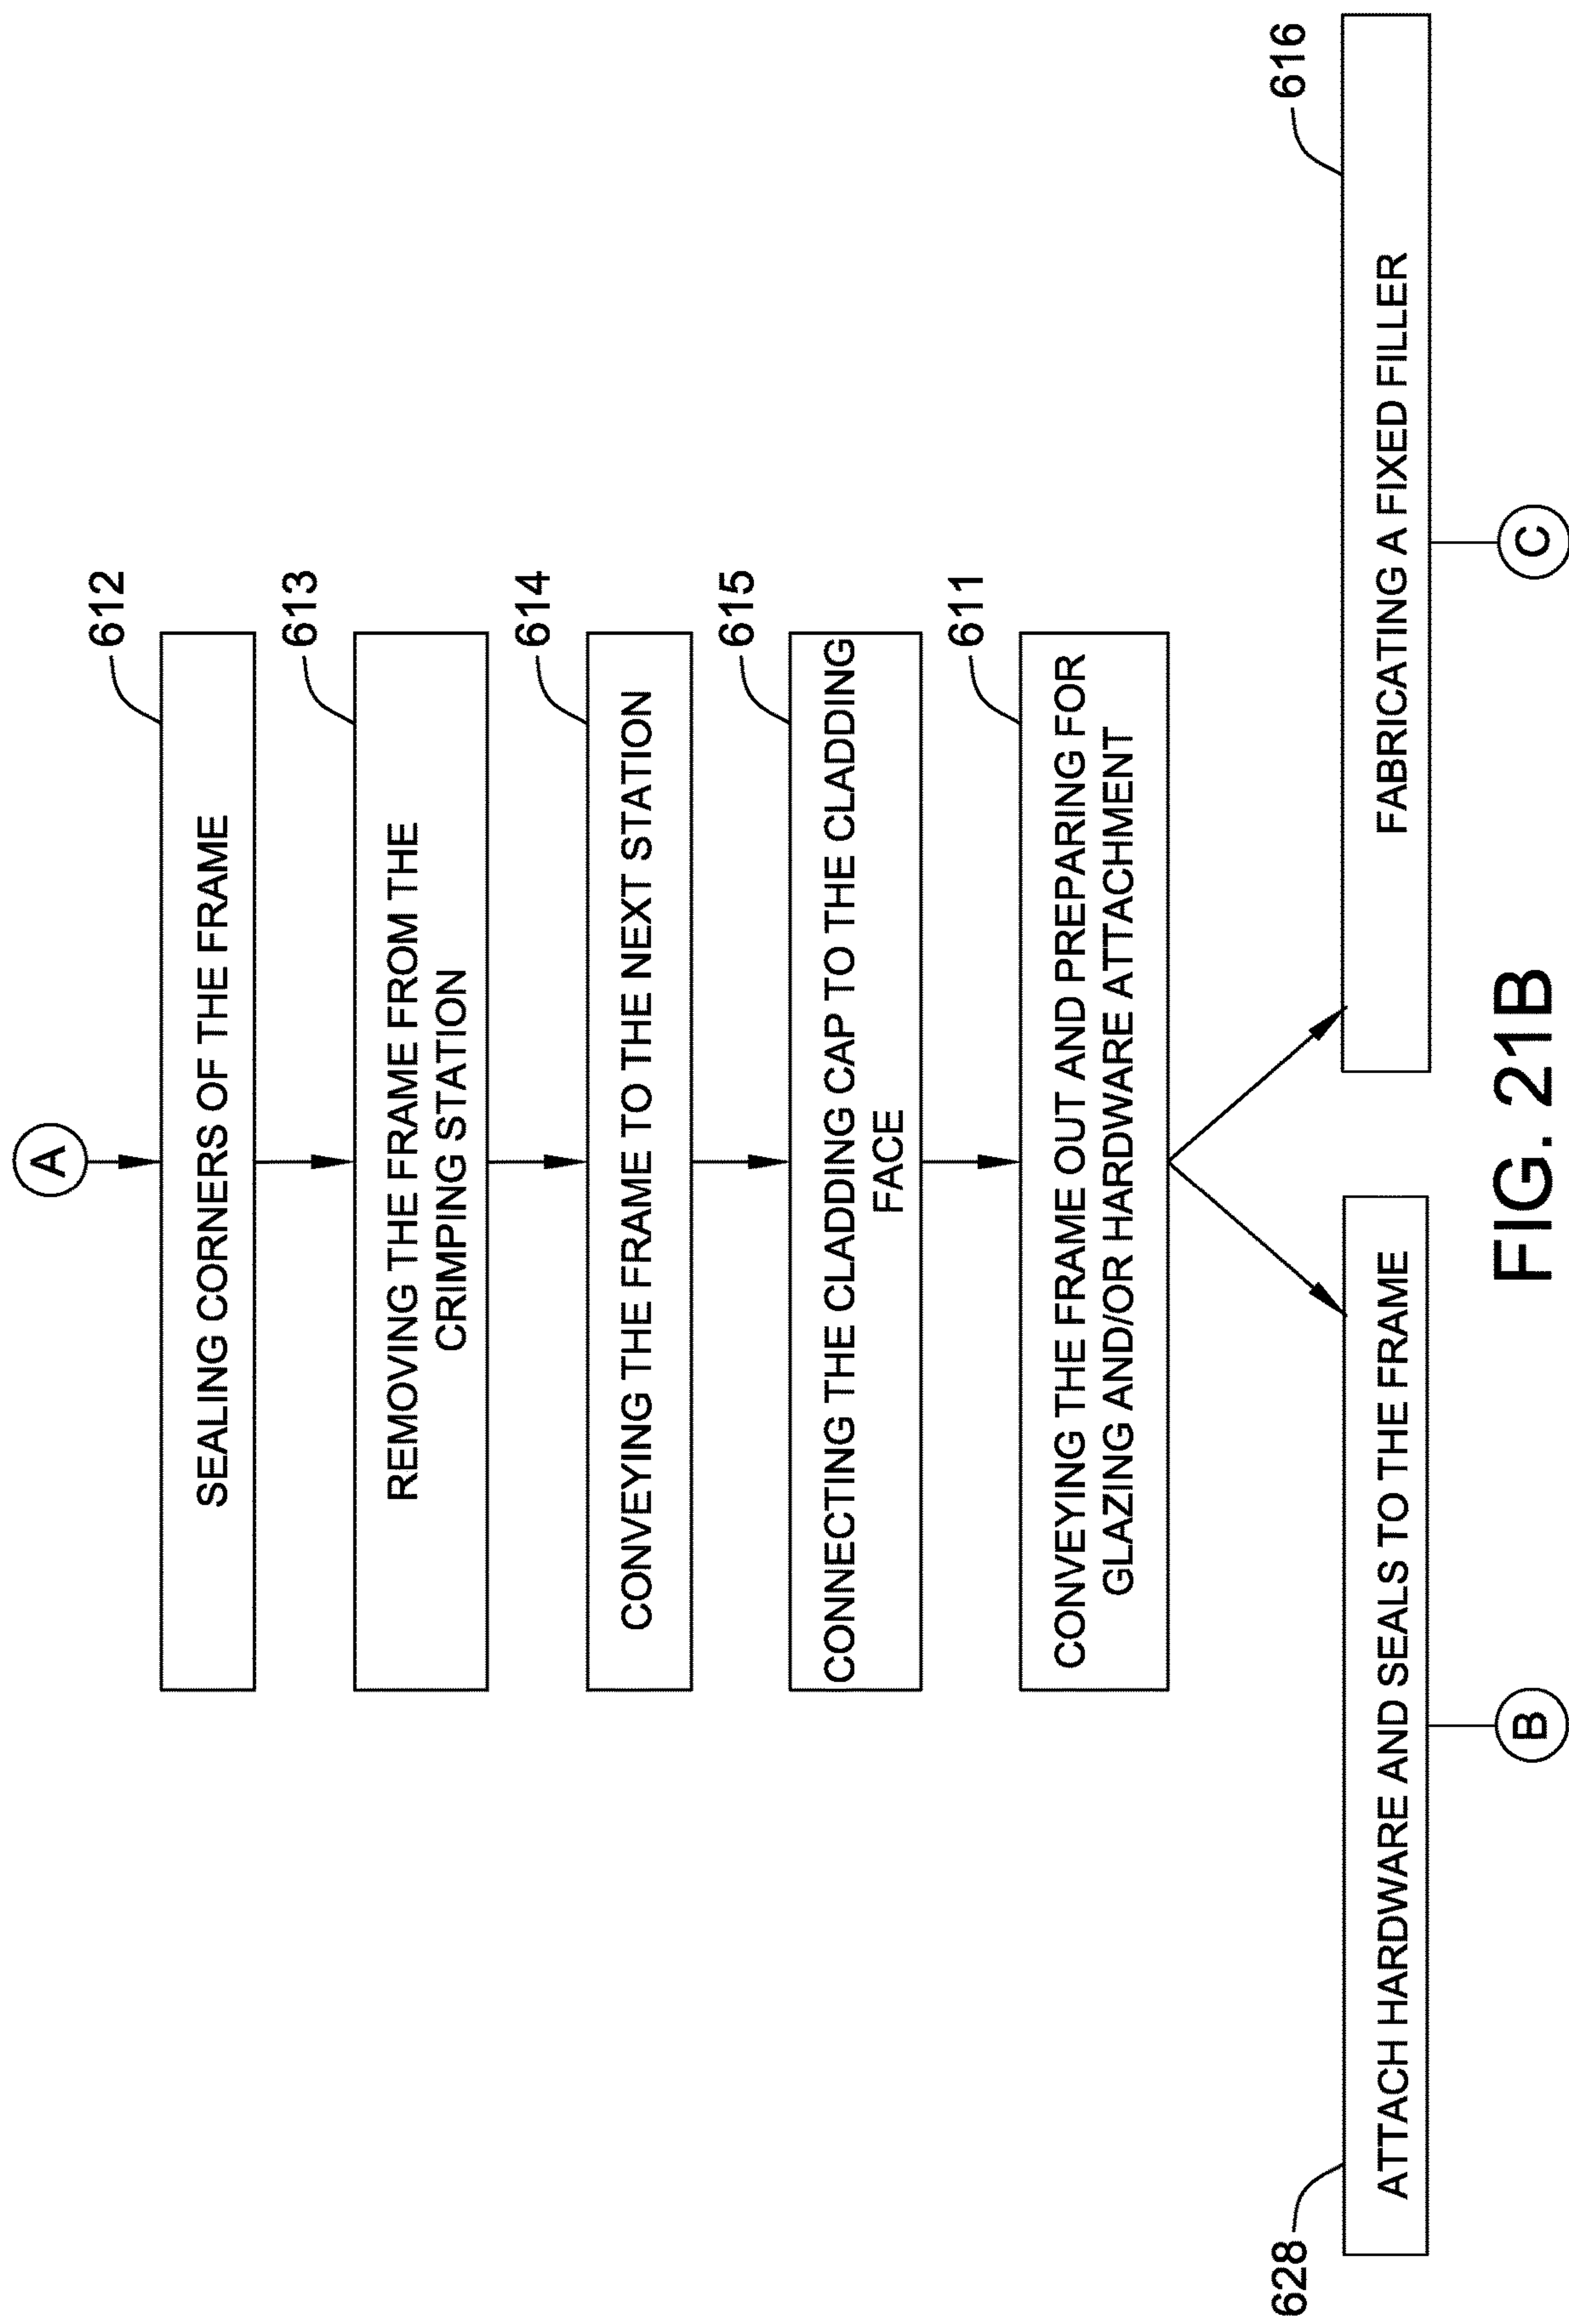 A
612
SEALING CORNERS OF THE FRAME
613
REMOVING THE FRAME FROM THE
CRIMPING STATION
614
CONVEYING THE FRAME TO THE NEXT STATION
615
CONNECTING THE CLADDING CAP TO THE CLADDING
FACE
611
CONVEYING THE FRAME OUT AND PREPARING FOR
GLAZING AND/OR HARDWARE ATTACHMENT
628
ATTACH HARDWARE AND SEALS TO THE FRAME
B
616
FABRICATING A FIXED FILLER
C
FIG. 21B